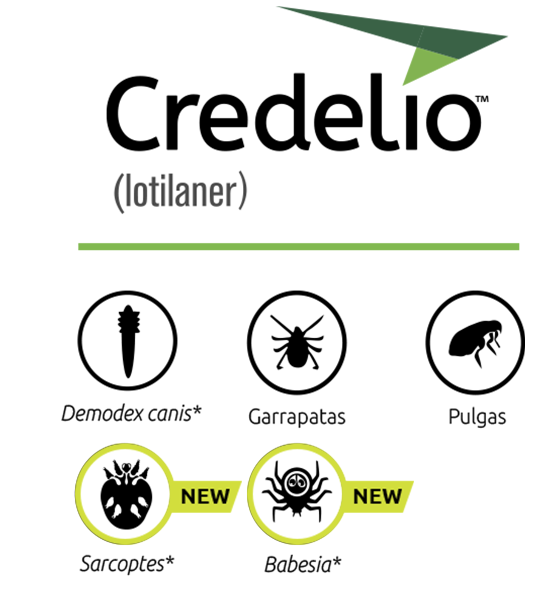 Credelio™
(lotilaner)
Demodex canis* Garrapatas Pulgas
NEW NEW
Sarcoptes* Babesia*